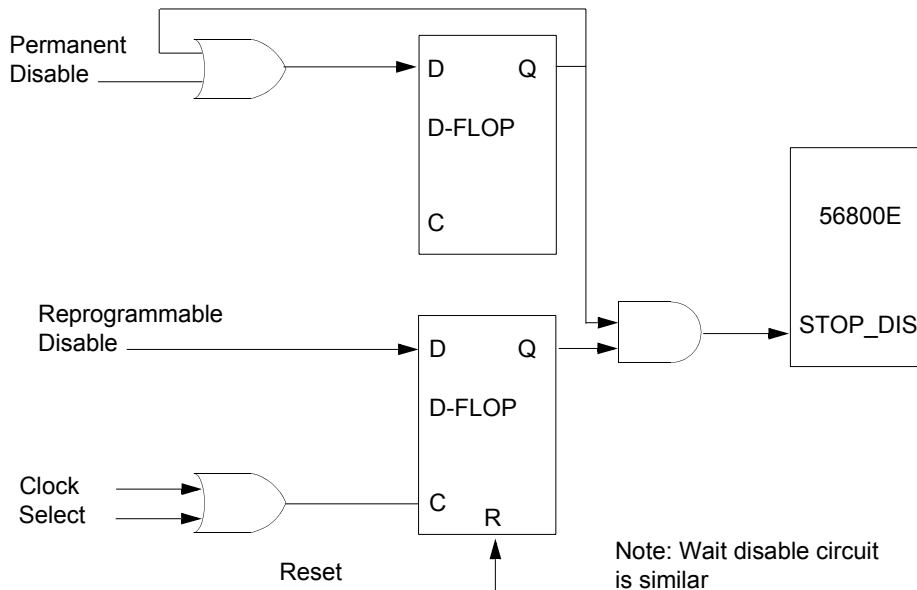 Permanent
Disable
D Q
D-FLOP
C
56800E
STOP_DIS
Reprogrammable
Disable
D Q
D-FLOP
C
R
Clock
Select
Reset
Note: Wait disable circuit
is similar